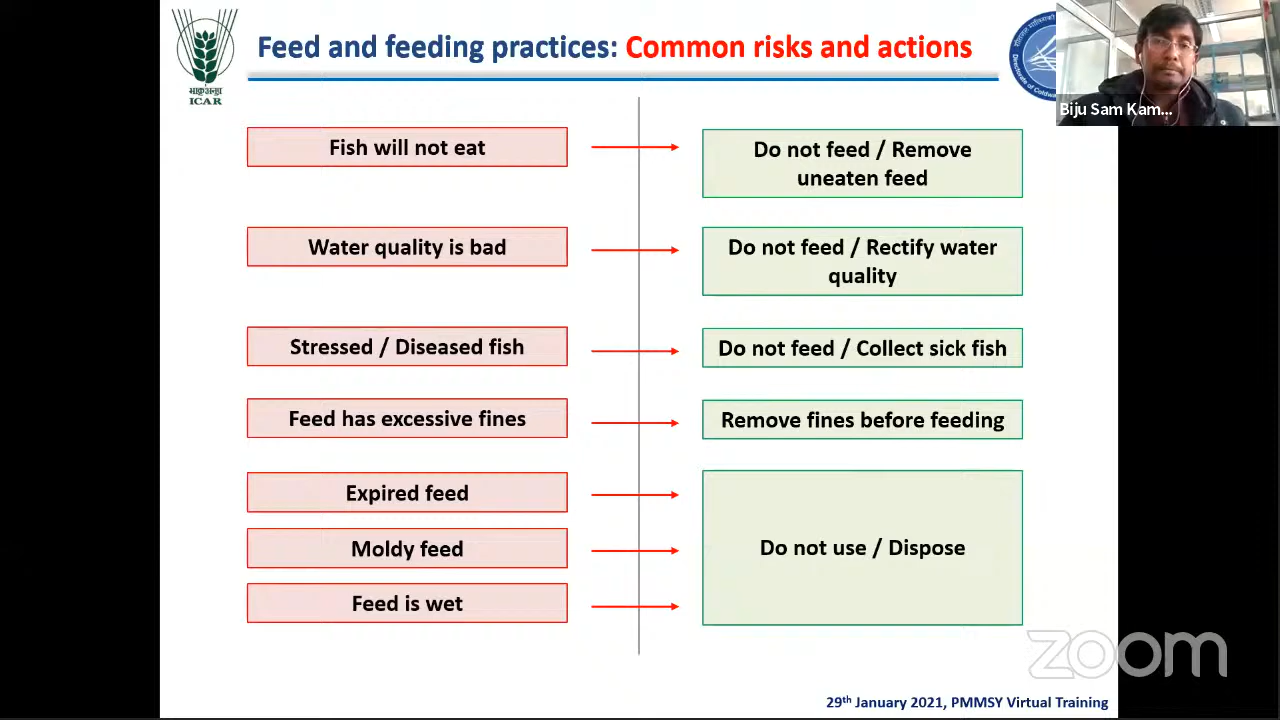 Feed and feeding practices: Common risks and actions
ICAR
Biju Sam Kam...
Fish will not eat
Do not feed / Remove
uneaten feed
Water quality is bad
Do not feed / Rectify water
quality
Stressed / Diseased fish
Do not feed / Collect sick fish
Feed has excessive fines
Remove fines before feeding
Expired feed
Moldy feed
Feed is wet
Do not use / Dispose
zoom
29th January 2021, PMMSY Virtual Training